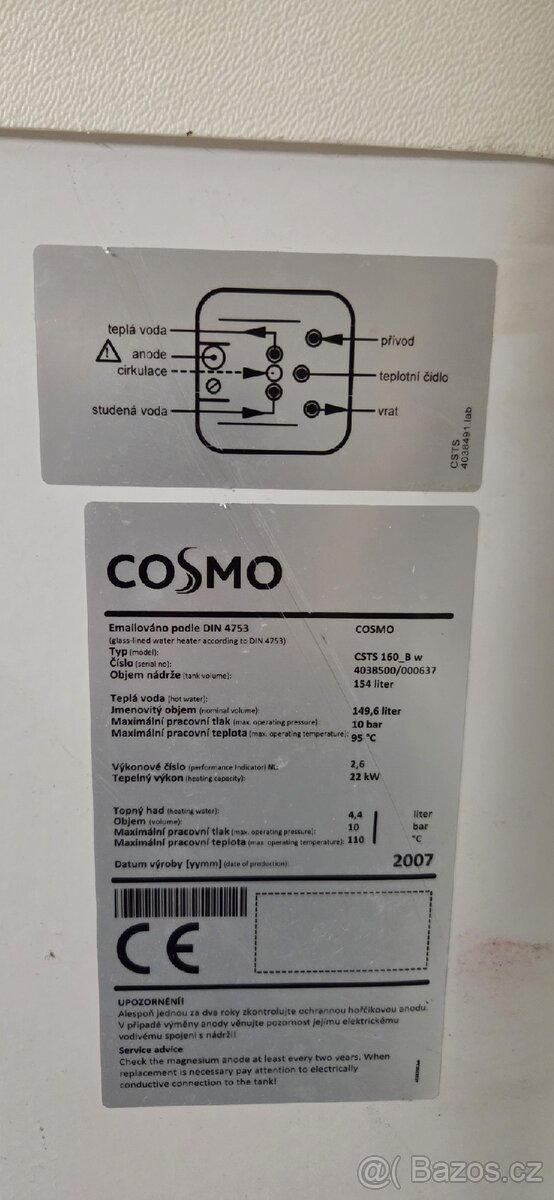 teplá voda
anode
cirkulace
studená voda
přívod
teplotní čidlo
vrat
CSTS
4038491.lab
COSMO
Emailováno podle DIN 4753 COSMO
(glass-lined water heater according to DIN 4753)
Typ (model): CSTS 160_B w
Číslo (serial no): 4038500/000637
Objem nádrže (tank volume): 154 liter
Teplá voda (hot water):
Jmenovitý objem (nominal volume): 149,6 liter
Maximální pracovní tlak (max. operating pressure): 10 bar
Maximální pracovní teplota (max. operating temperature): 95 °C
Výkonové číslo (performance indicator) NL: 2,6
Tepelný výkon (heating capacity): 22 kW
Topný had (heating water):
Objem (volume): 4,4 liter
Maximální pracovní tlak (max. operating pressure): 10 bar
Maximální pracovní teplota (max. operating temperature): 110 °C
Datum výroby [yymm] (date of production): 2007
CE
UPOZORNĚNÍ!
Alespoň jednou za dva roky zkontrolujte ochrannou hořčíkovou anodu.
V případě výměny anody věnujte pozornost jejímu elektrickému
vodivému spojení s nádrží!
Service advice
Check the magnesium anode at least every two years. When
replacement is necessary pay attention to electrically
conductive connection to the tank!
@ Bazos.cz